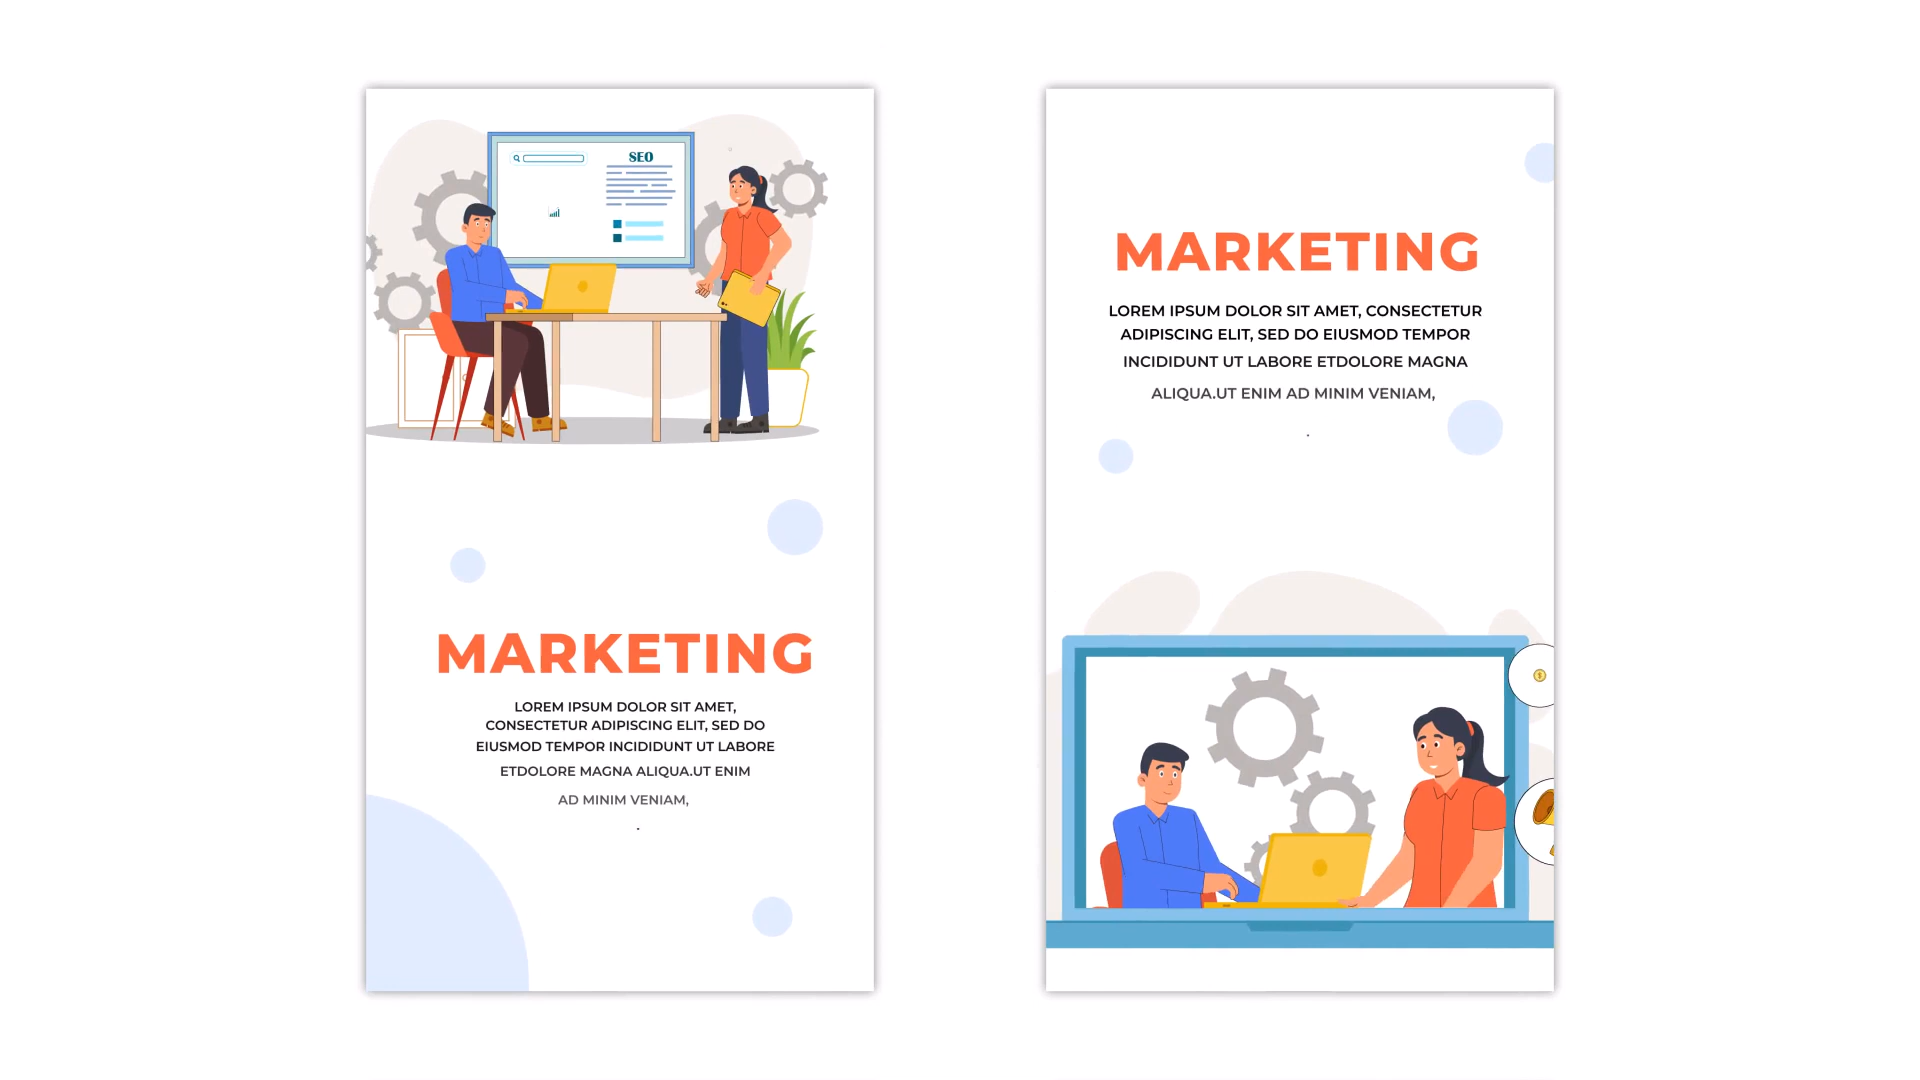 SEO
MARKETING
LOREM IPSUM DOLOR SIT AMET,
CONSECTETUR ADIPISCING ELIT, SED DO
EIUSMOD TEMPOR INCIDIDUNT UT LABORE
ETDOLORE MAGNA ALIQUA.UT ENIM
AD MINIM VENIAM,
.
MARKETING
LOREM IPSUM DOLOR SIT AMET, CONSECTETUR
ADIPISCING ELIT, SED DO EIUSMOD TEMPOR
INCIDIDUNT UT LABORE ETDOLORE MAGNA
ALIQUA.UT ENIM AD MINIM VENIAM,
.
$